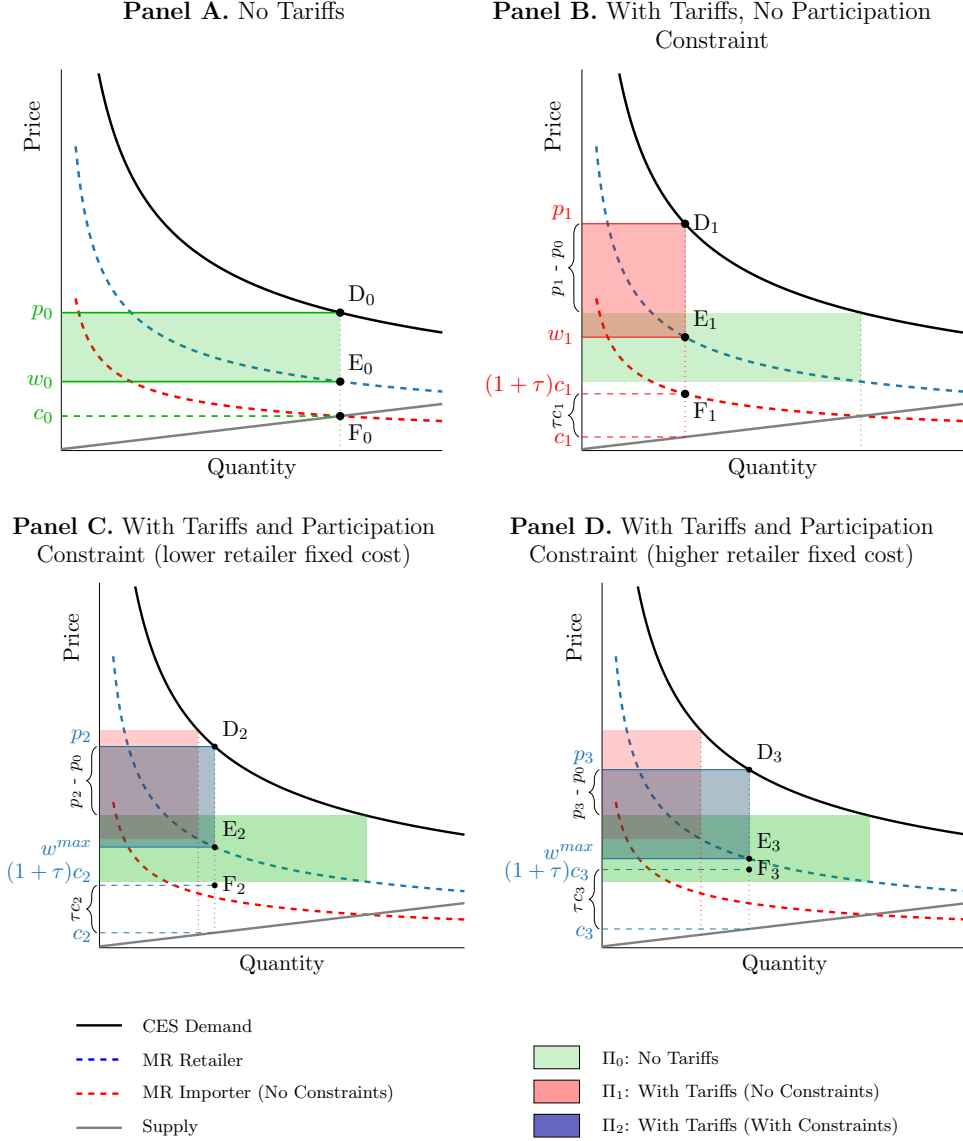 Panel A. No Tariffs
Price
p₀
w₀
c₀
D₀
E₀
F₀
Quantity
Panel B. With Tariffs, No Participation
Constraint
Price
p₁
p₁ - p₀
w₁
(1 + τ)c₁
τc₁
c₁
D₁
E₁
F₁
Quantity
Panel C. With Tariffs and Participation
Constraint (lower retailer fixed cost)
Price
p₂
p₂ - p₀
wᵐᵃˣ
(1 + τ)c₂
τc₂
c₂
D₂
E₂
F₂
Quantity
Panel D. With Tariffs and Participation
Constraint (higher retailer fixed cost)
Price
p₃
p₃ - p₀
wᵐᵃˣ
(1 + τ)c₃
τc₃
c₃
D₃
E₃
F₃
Quantity
CES Demand
MR Retailer
MR Importer (No Constraints)
Supply
Π₀: No Tariffs
Π₁: With Tariffs (No Constraints)
Π₂: With Tariffs (With Constraints)